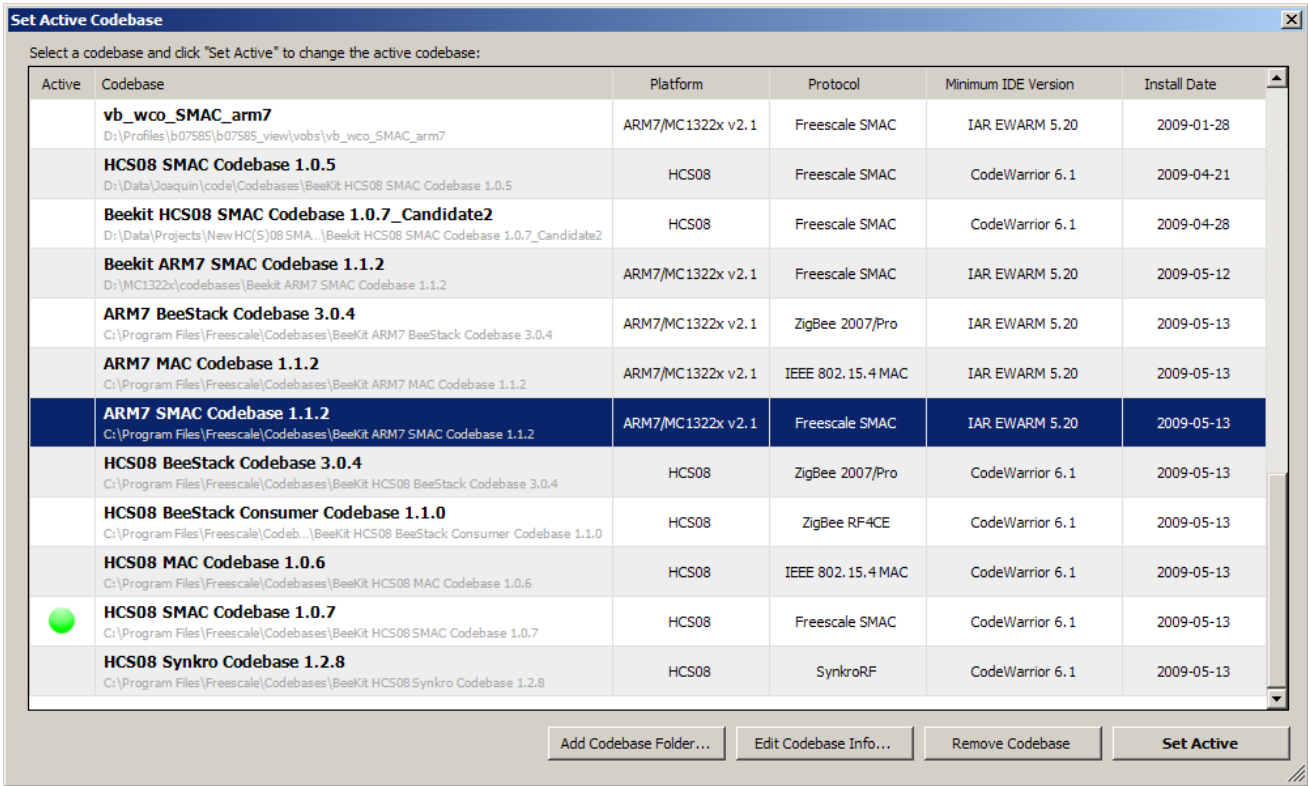 Set Active Codebase
Select a codebase and click "Set Active" to change the active codebase:
Active Codebase Platform Protocol Minimum IDE Version Install Date
vb_wco_SMAC_arm7
D:\Profiles\b07585\b07585_view\vobs\vb_wco_SMAC_arm7
ARM7/MC1322x v2.1 Freescale SMAC IAR EWARM 5.20 2009-01-28
HCS08 SMAC Codebase 1.0.5
D:\Data\Joaquin\code\Codebases\BeeKit HCS08 SMAC Codebase 1.0.5
HCS08 Freescale SMAC CodeWarrior 6.1 2009-04-21
Beekit HCS08 SMAC Codebase 1.0.7_Candidate2
D:\Data\Projects\New HC(S)08 SMA...\Beekit HCS08 SMAC Codebase 1.0.7_Candidate2
HCS08 Freescale SMAC CodeWarrior 6.1 2009-04-28
Beekit ARM7 SMAC Codebase 1.1.2
D:\MC1322x\codebases\Beekit ARM7 SMAC Codebase 1.1.2
ARM7/MC1322x v2.1 Freescale SMAC IAR EWARM 5.20 2009-05-12
ARM7 BeeStack Codebase 3.0.4
C:\Program Files\Freescale\Codebases\BeeKit ARM7 BeeStack Codebase 3.0.4
ARM7/MC1322x v2.1 ZigBee 2007/Pro IAR EWARM 5.20 2009-05-13
ARM7 MAC Codebase 1.1.2
C:\Program Files\Freescale\Codebases\BeeKit ARM7 MAC Codebase 1.1.2
ARM7/MC1322x v2.1 IEEE 802.15.4 MAC IAR EWARM 5.20 2009-05-13
ARM7 SMAC Codebase 1.1.2
C:\Program Files\Freescale\Codebases\BeeKit ARM7 SMAC Codebase 1.1.2
ARM7/MC1322x v2.1 Freescale SMAC IAR EWARM 5.20 2009-05-13
HCS08 BeeStack Codebase 3.0.4
C:\Program Files\Freescale\Codebases\BeeKit HCS08 BeeStack Codebase 3.0.4
HCS08 ZigBee 2007/Pro CodeWarrior 6.1 2009-05-13
HCS08 BeeStack Consumer Codebase 1.1.0
C:\Program Files\Freescale\Codeb...\BeeKit HCS08 BeeStack Consumer Codebase 1.1.0
HCS08 ZigBee RF4CE CodeWarrior 6.1 2009-05-13
HCS08 MAC Codebase 1.0.6
C:\Program Files\Freescale\Codebases\BeeKit HCS08 MAC Codebase 1.0.6
HCS08 IEEE 802.15.4 MAC CodeWarrior 6.1 2009-05-13
HCS08 SMAC Codebase 1.0.7
C:\Program Files\Freescale\Codebases\BeeKit HCS08 SMAC Codebase 1.0.7
HCS08 Freescale SMAC CodeWarrior 6.1 2009-05-13
HCS08 Synkro Codebase 1.2.8
C:\Program Files\Freescale\Codebases\BeeKit HCS08 Synkro Codebase 1.2.8
HCS08 SynkroRF CodeWarrior 6.1 2009-05-13
Add Codebase Folder... Edit Codebase Info... Remove Codebase Set Active